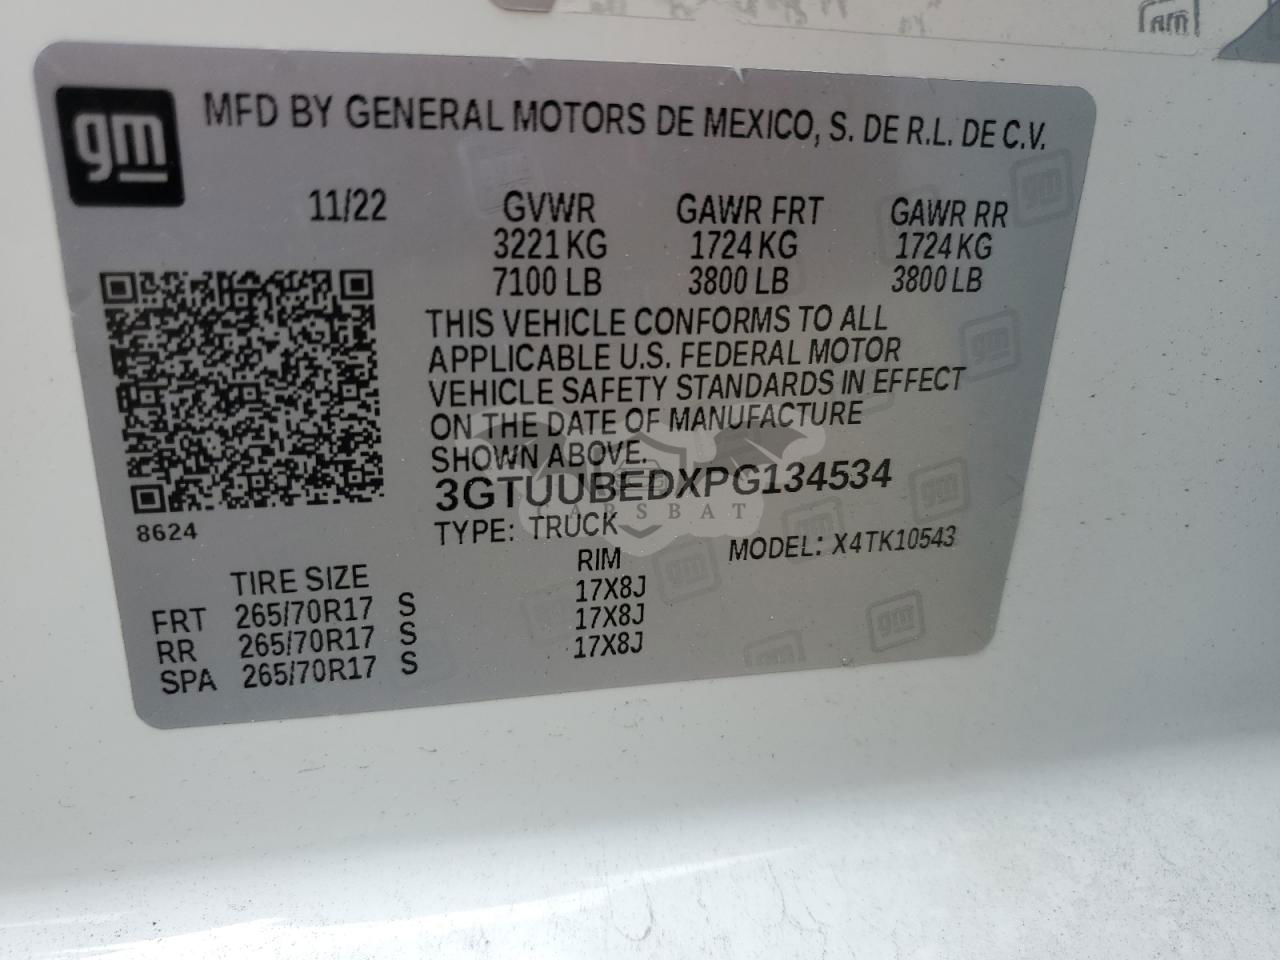 gm
MFD BY GENERAL MOTORS DE MEXICO, S. DE R.L. DE C.V.
11/22 GVWR GAWR FRT GAWR RR
3221 KG 1724 KG 1724 KG
7100 LB 3800 LB 3800 LB
THIS VEHICLE CONFORMS TO ALL
APPLICABLE U.S. FEDERAL MOTOR
VEHICLE SAFETY STANDARDS IN EFFECT
ON THE DATE OF MANUFACTURE
SHOWN ABOVE.
3GTUUBEDXPG134534
CARSBAT
8624
TYPE: TRUCK MODEL: X4TK10543
TIRE SIZE RIM
FRT 265/70R17 S 17X8J
RR 265/70R17 S 17X8J
SPA 265/70R17 S 17X8J